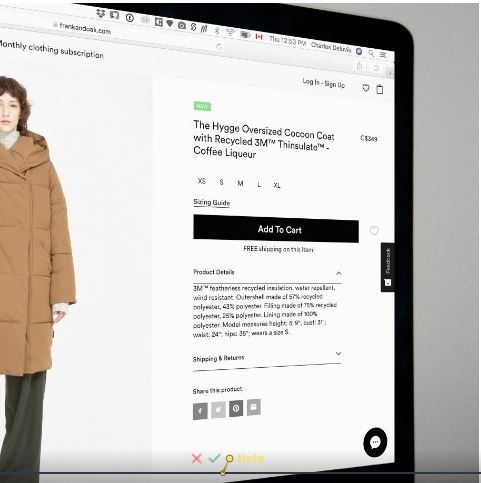 Thu 12:53 PM Charles Deluvio
frankandoak.com
Monthly clothing subscription
Log In · Sign Up
NEW
The Hygge Oversized Cocoon Coat
with Recycled 3M™ Thinsulate™ -
Coffee Liqueur
C$349
XS S M L XL
Sizing Guide
Add To Cart
FREE shipping on this item!
Feedback
Product Details
3M™ featherless recycled insulation, water repellent,
wind resistant. Outershell made of 57% recycled
polyester, 43% polyester. Filling made of 75% recycled
polyester, 25% polyester. Lining made of 100%
polyester. Model measures height: 5' 9"; bust: 31";
waist: 24"; hips: 35"; wears a size S.
Shipping & Returns
Share this product:
Note